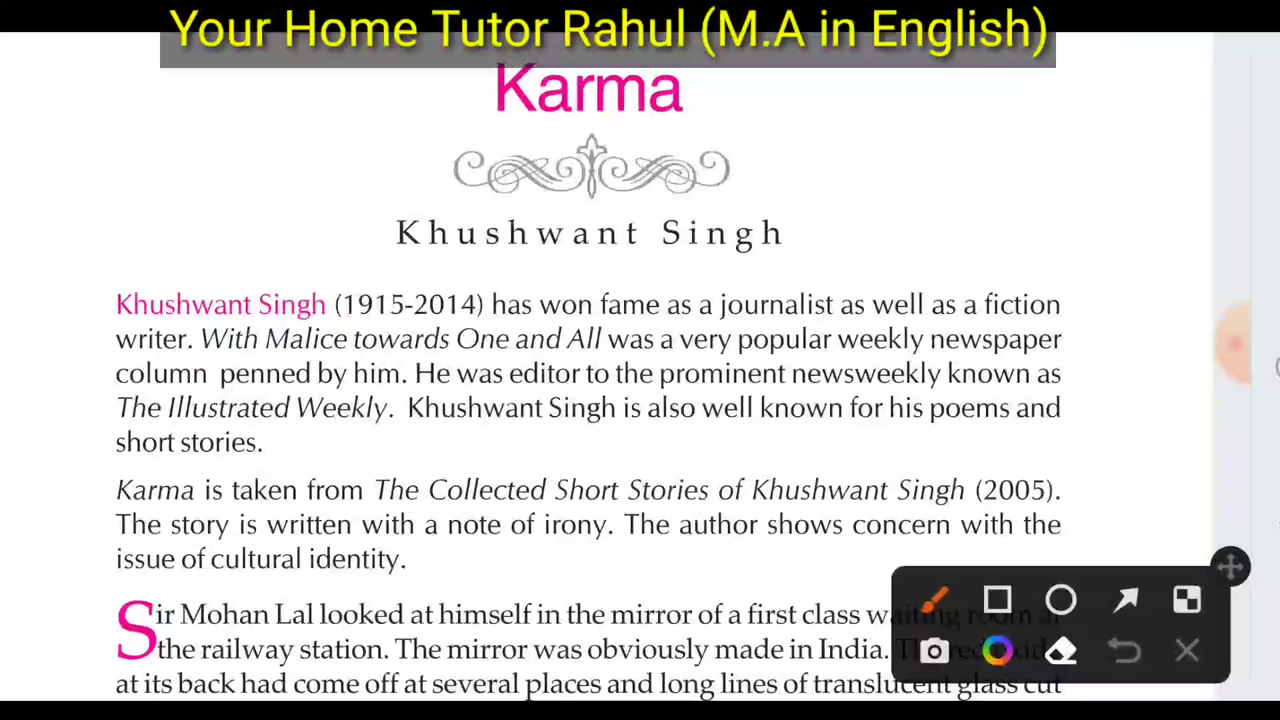 Your Home Tutor Rahul (M.A in English)
Karma
Khushwant Singh
Khushwant Singh (1915-2014) has won fame as a journalist as well as a fiction
writer. With Malice towards One and All was a very popular weekly newspaper
column penned by him. He was editor to the prominent newsweekly known as
The Illustrated Weekly. Khushwant Singh is also well known for his poems and
short stories.
Karma is taken from The Collected Short Stories of Khushwant Singh (2005).
The story is written with a note of irony. The author shows concern with the
issue of cultural identity.
Sir Mohan Lal looked at himself in the mirror of a first class waiting room at
the railway station. The mirror was obviously made in India. The red
at its back had come off at several places and long lines of translucent glass cut